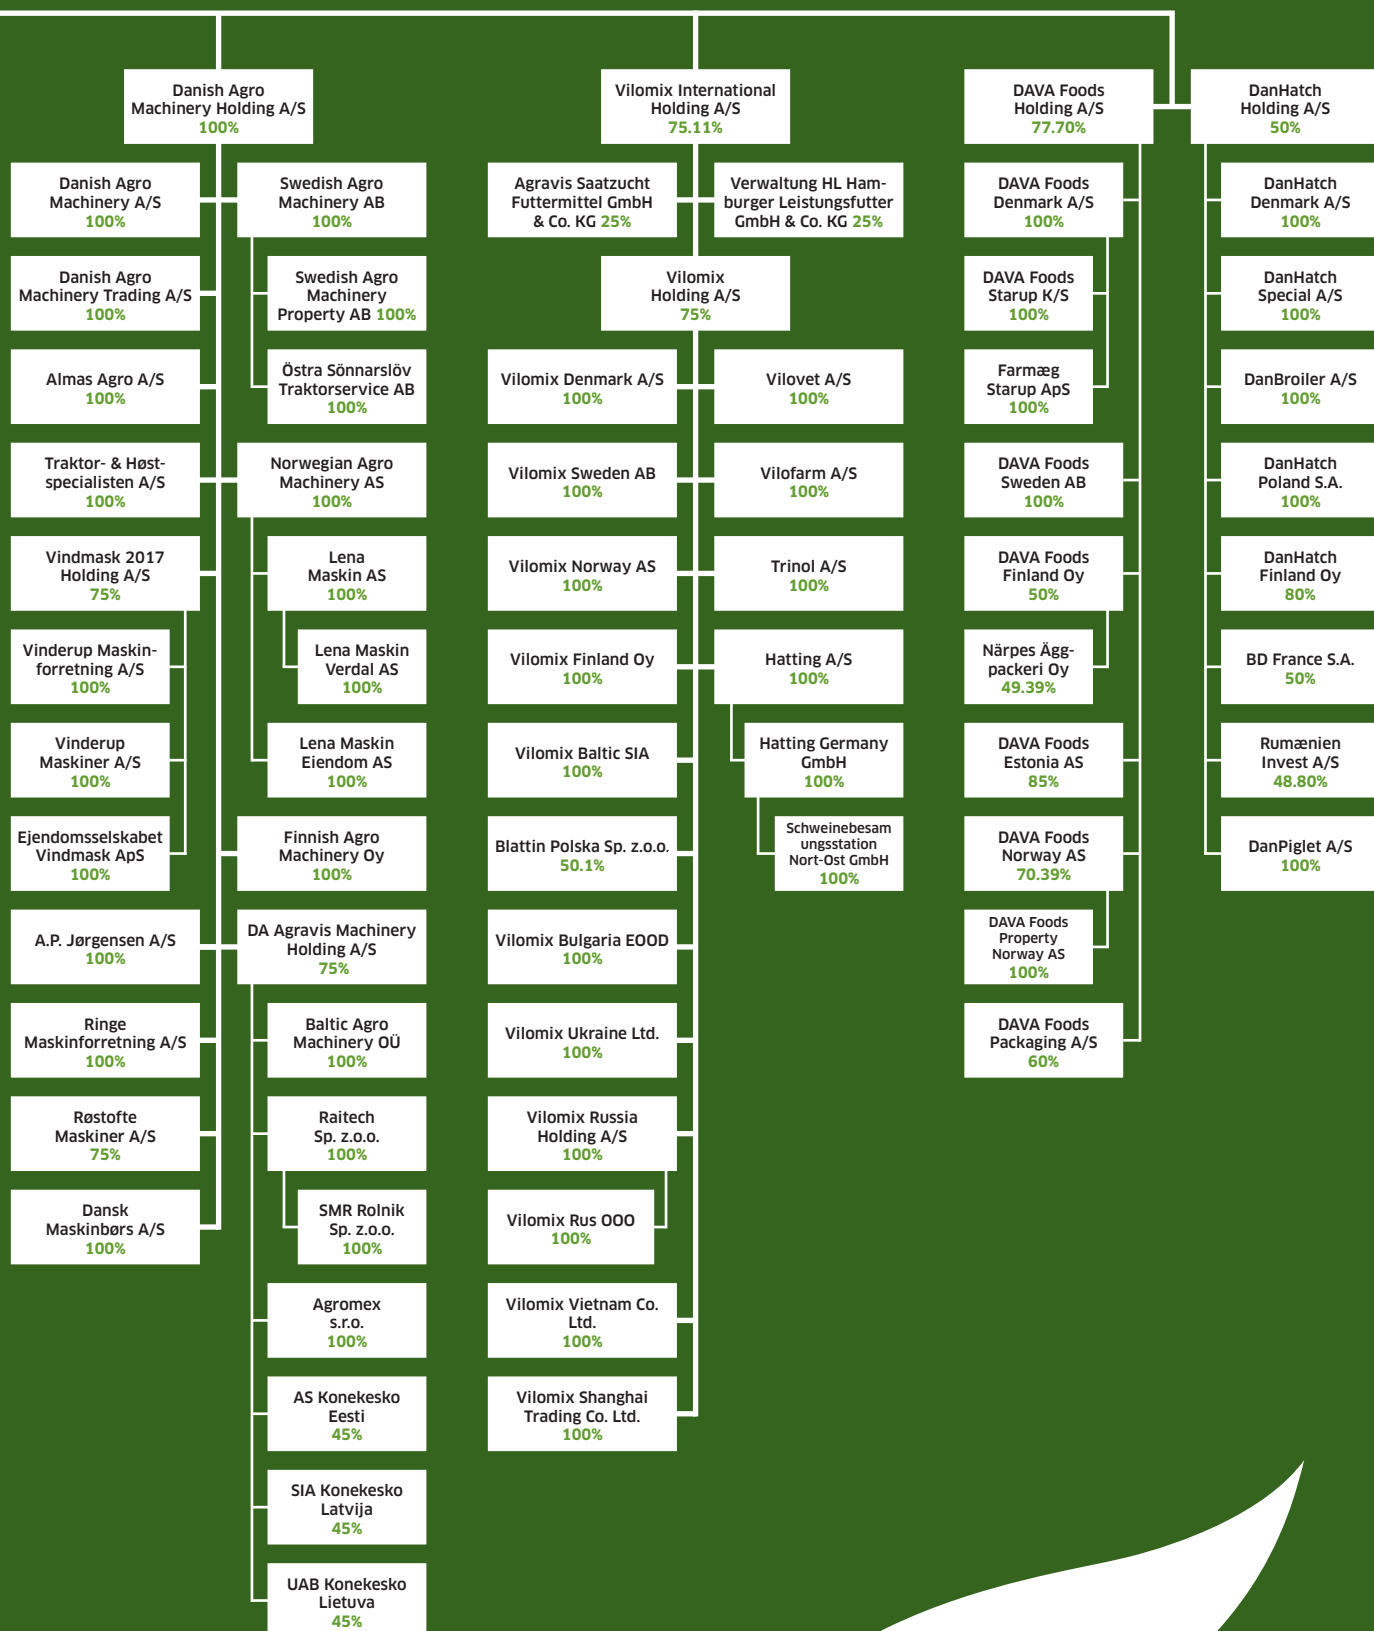 Danish Agro
Machinery Holding A/S
100%
Danish Agro
Machinery A/S
100%
Danish Agro
Machinery Trading A/S
100%
Almas Agro A/S
100%
Traktor- & Høst-
specialisten A/S
100%
Vindmask 2017
Holding A/S
75%
Vinderup Maskin-
forretning A/S
100%
Vinderup
Maskiner A/S
100%
Ejendomsselskabet
Vindmask ApS
100%
A.P. Jørgensen A/S
100%
Ringe
Maskinforretning A/S
100%
Røstofte
Maskiner A/S
75%
Dansk
Maskinbørs A/S
100%
Swedish Agro
Machinery AB
100%
Swedish Agro
Machinery
Property AB 100%
Östra Sönnarslöv
Traktorservice AB
100%
Norwegian Agro
Machinery AS
100%
Lena
Maskin AS
100%
Lena Maskin
Verdal AS
100%
Lena Maskin
Eiendom AS
100%
Finnish Agro
Machinery Oy
100%
DA Agravis Machinery
Holding A/S
75%
Baltic Agro
Machinery OÜ
100%
Raitech
Sp. z.o.o.
100%
SMR Rolnik
Sp. z.o.o.
100%
Agromex
s.r.o.
100%
AS Konekesko
Eesti
45%
SIA Konekesko
Latvija
45%
UAB Konekesko
Lietuva
45%
Vilomix International
Holding A/S
75.11%
Agravis Saatzucht
Futtermittel GmbH
& Co. KG 25%
Verwaltung HL Ham-
burger Leistungsfutter
GmbH & Co. KG 25%
Vilomix
Holding A/S
75%
Vilomix Denmark A/S
100%
Vilomix Sweden AB
100%
Vilomix Norway AS
100%
Vilomix Finland Oy
100%
Vilomix Baltic SIA
100%
Blattin Polska Sp. z.o.o.
50.1%
Vilomix Bulgaria EOOD
100%
Vilomix Ukraine Ltd.
100%
Vilomix Russia
Holding A/S
100%
Vilomix Rus OOO
100%
Vilomix Vietnam Co.
Ltd.
100%
Vilomix Shanghai
Trading Co. Ltd.
100%
Vilovet A/S
100%
Vilofarm A/S
100%
Trinol A/S
100%
Hatting A/S
100%
Hatting Germany
GmbH
100%
Schweinebesam
ungsstation
Nort-Ost GmbH
100%
DAVA Foods
Holding A/S
77.70%
DAVA Foods
Denmark A/S
100%
DAVA Foods
Starup K/S
100%
Farmæg
Starup ApS
100%
DAVA Foods
Sweden AB
100%
DAVA Foods
Finland Oy
50%
Närpes Ägg-
packeri Oy
49.39%
DAVA Foods
Estonia AS
85%
DAVA Foods
Norway AS
70.39%
DAVA Foods
Property
Norway AS
100%
DAVA Foods
Packaging A/S
60%
DanHatch
Holding A/S
50%
DanHatch
Denmark A/S
100%
DanHatch
Special A/S
100%
DanBroiler A/S
100%
DanHatch
Poland S.A.
100%
DanHatch
Finland Oy
80%
BD France S.A.
50%
Rumænien
Invest A/S
48.80%
DanPiglet A/S
100%